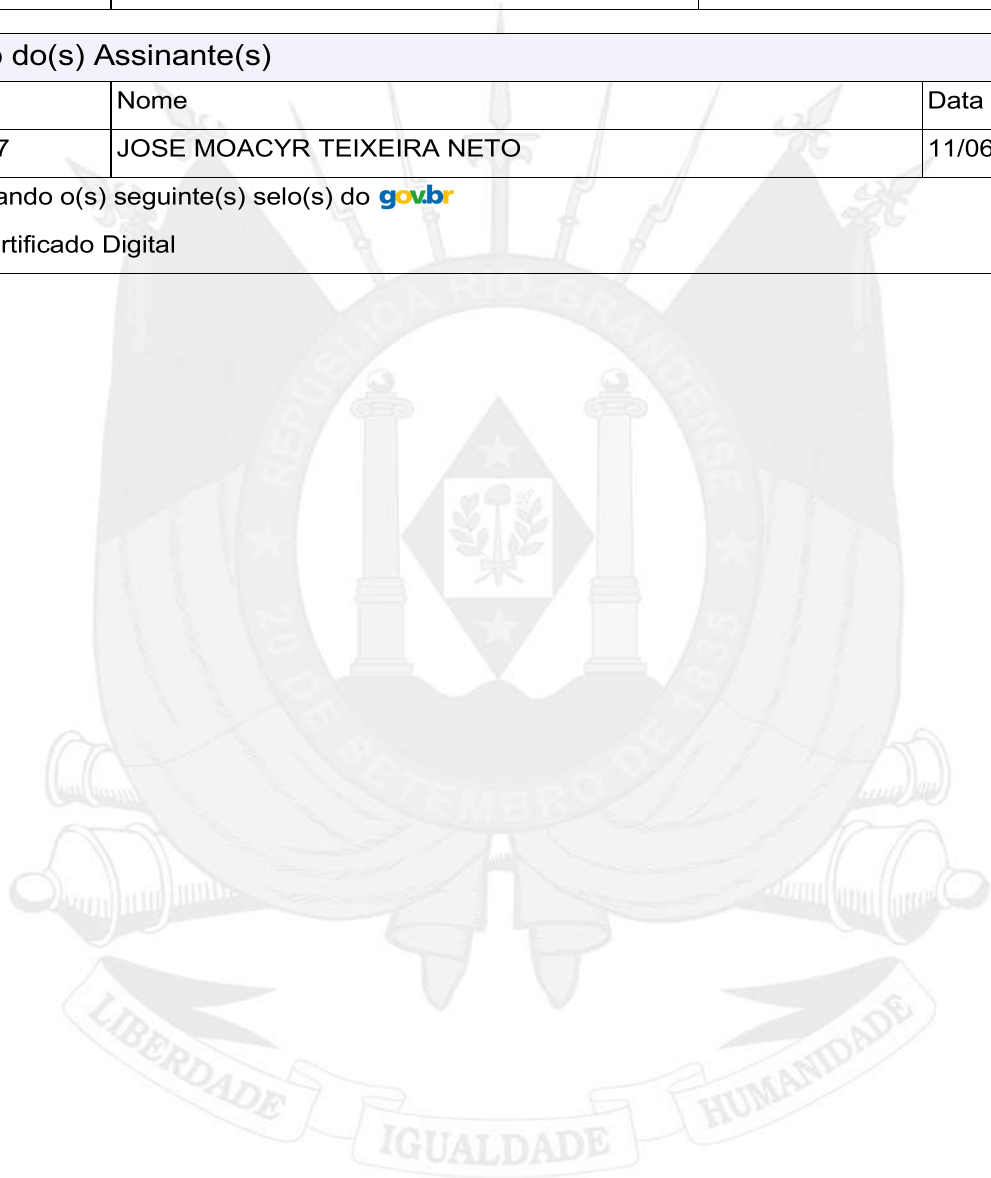 o do(s) Assinante(s)
Nome Data
7 JOSE MOACYR TEIXEIRA NETO 11/06
ando o(s) seguinte(s) selo(s) do gov.br
rtificado Digital
REPUBLICA RIO-GRANDENSE
20 DE SETEMBRO DE 1835
LIBERDADE
IGUALDADE
HUMANIDADE